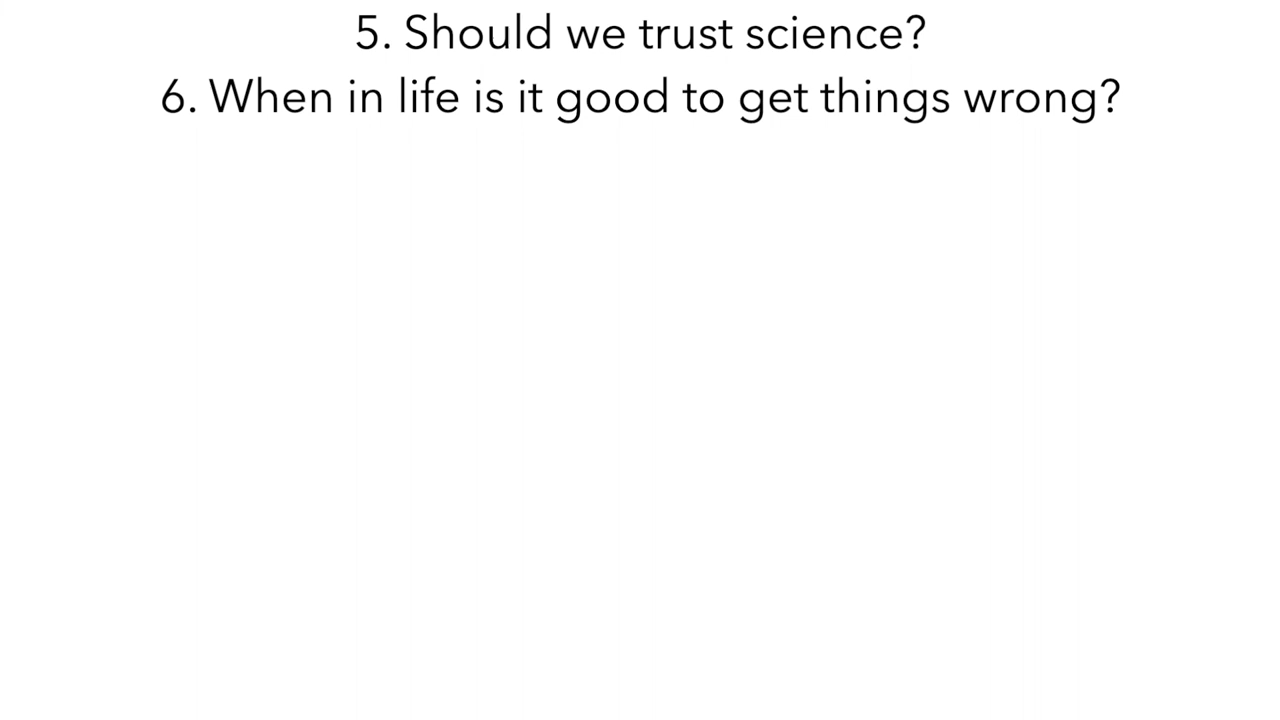 5. Should we trust science?
6. When in life is it good to get things wrong?